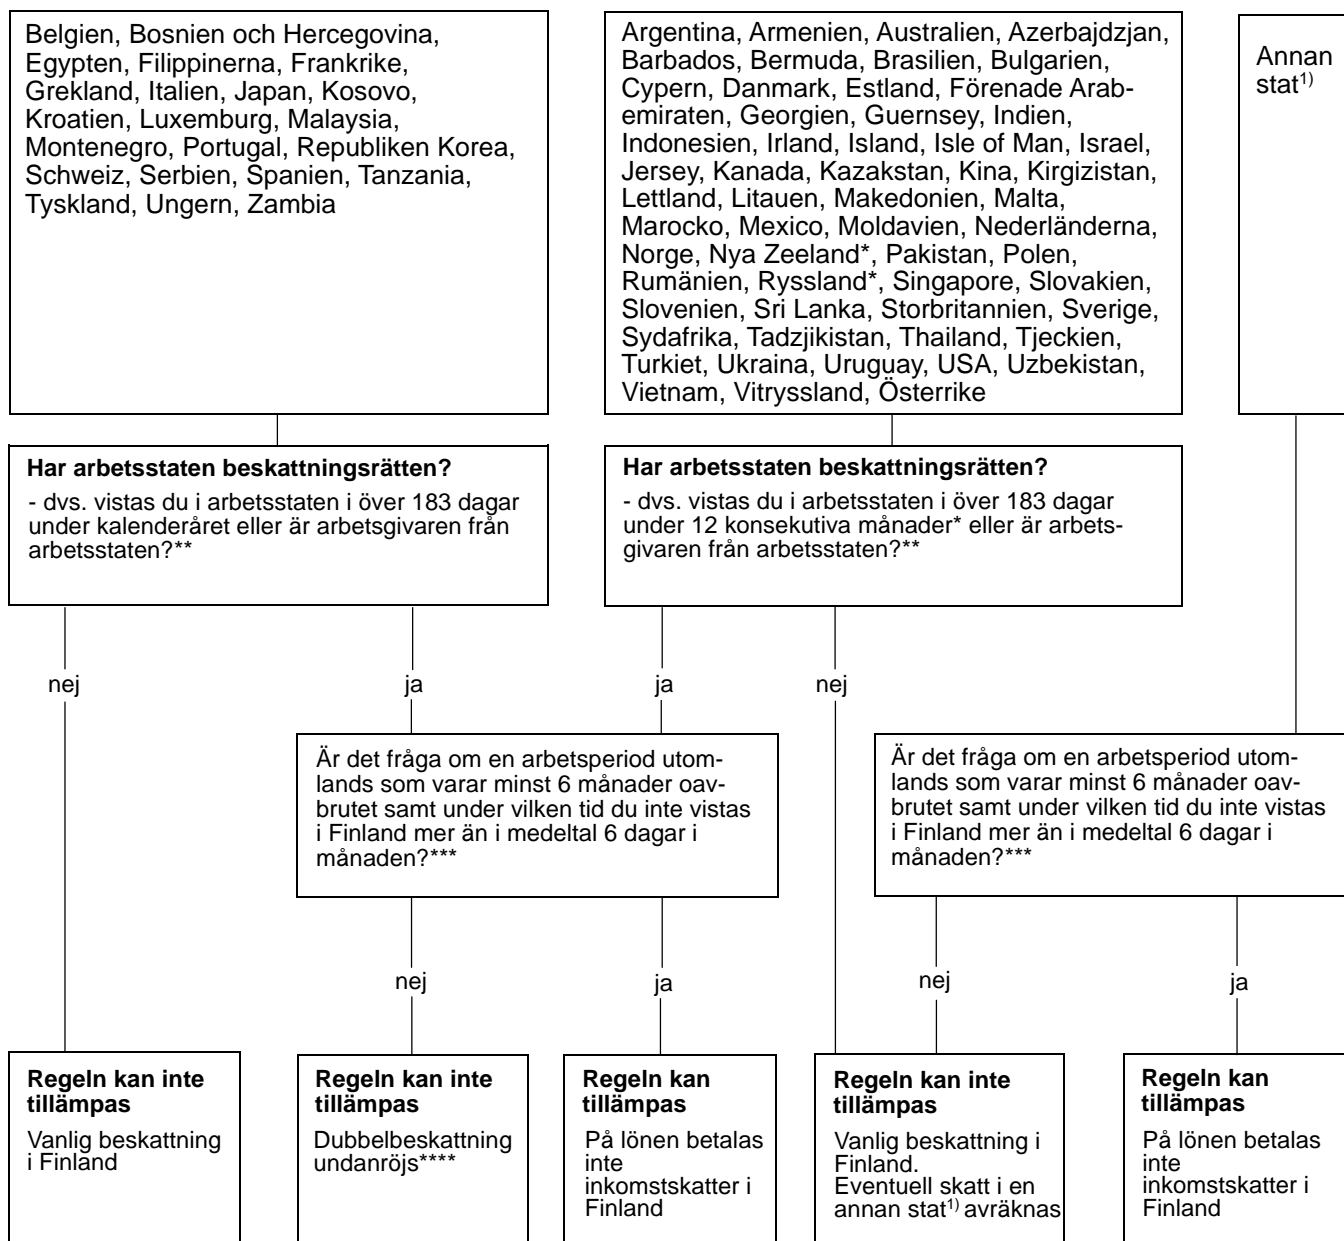 Belgien, Bosnien och Hercegovina,
Egypten, Filippinerna, Frankrike,
Grekland, Italien, Japan, Kosovo,
Kroatien, Luxemburg, Malaysia,
Montenegro, Portugal, Republiken Korea,
Schweiz, Serbien, Spanien, Tanzania,
Tyskland, Ungern, Zambia
Argentina, Armenien, Australien, Azerbajdzjan,
Barbados, Bermuda, Brasilien, Bulgarien,
Cypern, Danmark, Estland, Förenade Arab-
emiraten, Georgien, Guernsey, Indien,
Indonesien, Irland, Island, Isle of Man, Israel,
Jersey, Kanada, Kazakstan, Kina, Kirgizistan,
Lettland, Litauen, Makedonien, Malta,
Marocko, Mexico, Moldavien, Nederländerna,
Norge, Nya Zeeland*, Pakistan, Polen,
Rumänien, Ryssland*, Singapore, Slovakien,
Slovenien, Sri Lanka, Storbritannien, Sverige,
Sydafrika, Tadzjikistan, Thailand, Tjeckien,
Turkiet, Ukraina, Uruguay, USA, Uzbekistan,
Vietnam, Vitryssland, Österrike
Annan
stat1)
Har arbetsstaten beskattningsrätten?
- dvs. vistas du i arbetsstaten i över 183 dagar
under kalenderåret eller är arbetsgivaren från
arbetsstaten?**
Har arbetsstaten beskattningsrätten?
- dvs. vistas du i arbetsstaten i över 183 dagar
under 12 konsekutiva månader* eller är arbets-
givaren från arbetsstaten?**
nej
ja
ja
nej
Är det fråga om en arbetsperiod utom-
lands som varar minst 6 månader oav-
brutet samt under vilken tid du inte vistas
i Finland mer än i medeltal 6 dagar i
månaden?***
Är det fråga om en arbetsperiod utom-
lands som varar minst 6 månader oav-
brutet samt under vilken tid du inte vistas
i Finland mer än i medeltal 6 dagar i
månaden?***
nej
ja
nej
ja
Regeln kan inte
tillämpas
Vanlig beskattning
i Finland
Regeln kan inte
tillämpas
Dubbelbeskattning
undanröjs****
Regeln kan
tillämpas
På lönen betalas
inte
inkomstskatter i
Finland
Regeln kan inte
tillämpas
Vanlig beskattning i
Finland.
Eventuell skatt i en
annan stat1) avräknas
Regeln kan
tillämpas
På lönen betalas
inte
inkomstskatter i
Finland